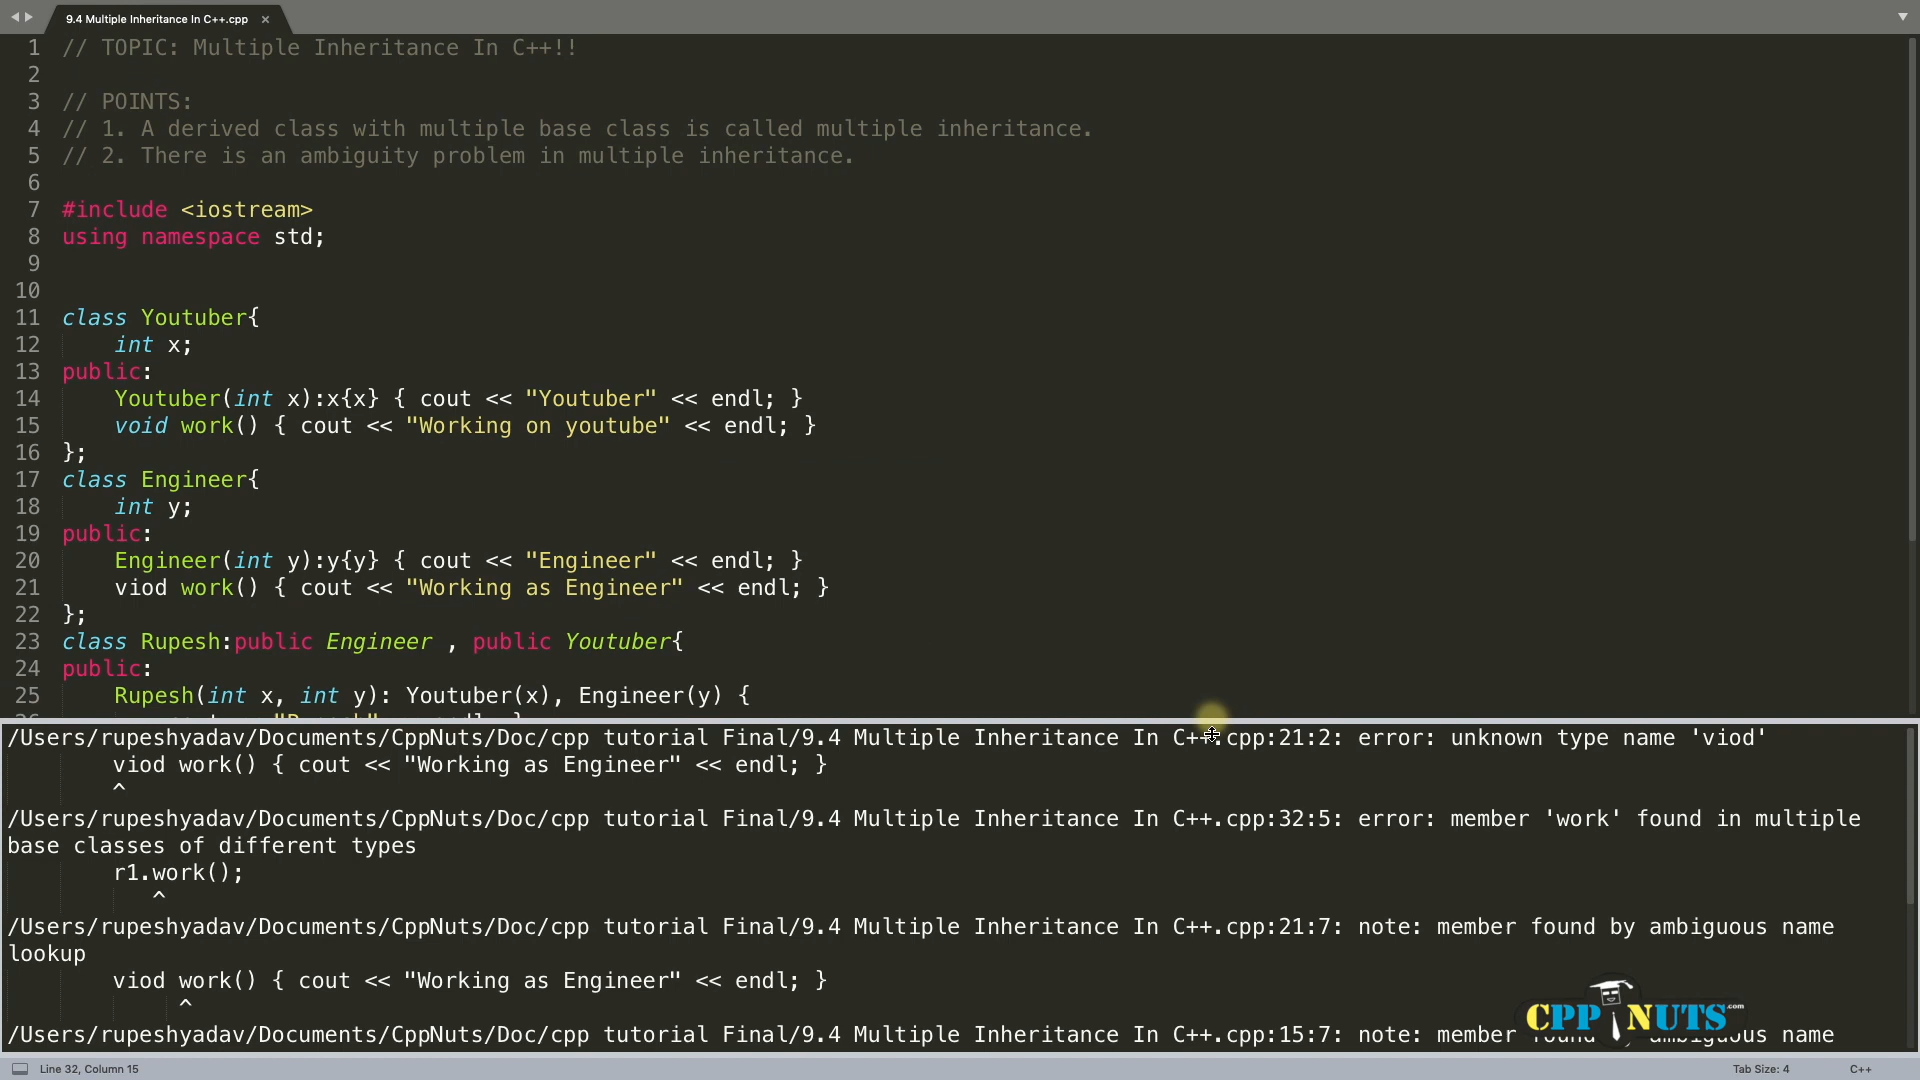 9.4 Multiple Inheritance In C++.cpp ×
1 // TOPIC: Multiple Inheritance In C++!!
2
3 // POINTS:
4 // 1. A derived class with multiple base class is called multiple inheritance.
5 // 2. There is an ambiguity problem in multiple inheritance.
6
7 #include <iostream>
8 using namespace std;
9
10
11 class Youtuber{
12 int x;
13 public:
14 Youtuber(int x):x{x} { cout << "Youtuber" << endl; }
15 void work() { cout << "Working on youtube" << endl; }
16 };
17 class Engineer{
18 int y;
19 public:
20 Engineer(int y):y{y} { cout << "Engineer" << endl; }
21 viod work() { cout << "Working as Engineer" << endl; }
22 };
23 class Rupesh:public Engineer , public Youtuber{
24 public:
25 Rupesh(int x, int y): Youtuber(x), Engineer(y) {
/Users/rupeshyadav/Documents/CppNuts/Doc/cpp tutorial Final/9.4 Multiple Inheritance In C++.cpp:21:2: error: unknown type name 'viod'
viod work() { cout << "Working as Engineer" << endl; }
^
/Users/rupeshyadav/Documents/CppNuts/Doc/cpp tutorial Final/9.4 Multiple Inheritance In C++.cpp:32:5: error: member 'work' found in multiple
base classes of different types
r1.work();
^
/Users/rupeshyadav/Documents/CppNuts/Doc/cpp tutorial Final/9.4 Multiple Inheritance In C++.cpp:21:7: note: member found by ambiguous name
lookup
viod work() { cout << "Working as Engineer" << endl; }
^
/Users/rupeshyadav/Documents/CppNuts/Doc/cpp tutorial Final/9.4 Multiple Inheritance In C++.cpp:15:7: note: member name
CPP NUTS .com
Line 32, Column 15
Tab Size: 4
C++